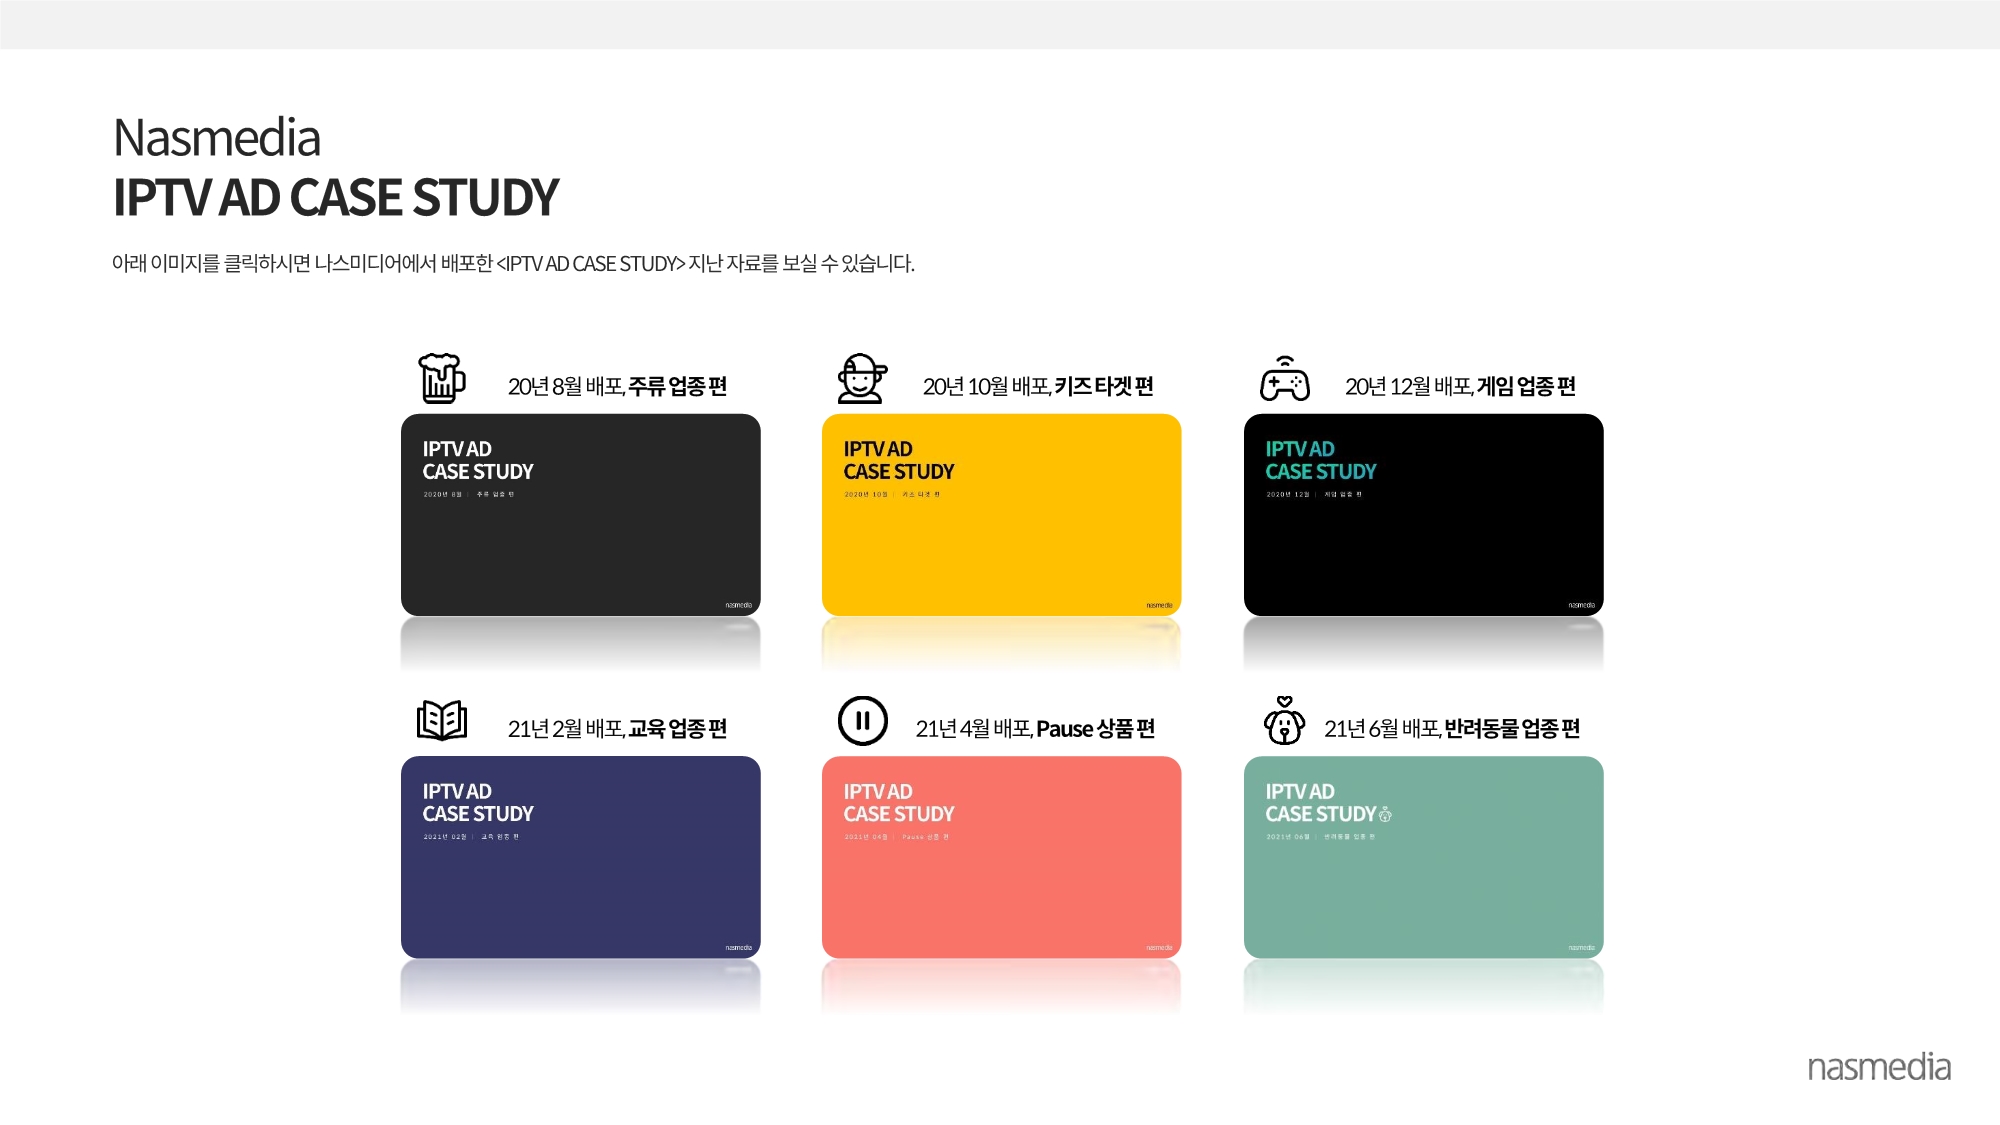 Nasmedia
IPTV AD CASE STUDY
아래 이미지를 클릭하시면 나스미디어에서 배포한 <IPTV AD CASE STUDY> 지난 자료를 보실 수 있습니다.
20년 8월 배포, 주류 업종 편
IPTV AD
CASE STUDY
2020년 8월 | 주류 업종 편
nasmedia
20년 10월 배포, 키즈 타겟 편
IPTV AD
CASE STUDY
2020년 10월 | 키즈 타겟 편
nasmedia
20년 12월 배포, 게임 업종 편
IPTV AD
CASE STUDY
2020년 12월 | 게임 업종 편
nasmedia
21년 2월 배포, 교육 업종 편
IPTV AD
CASE STUDY
2021년 02월 | 교육 업종 편
nasmedia
21년 4월 배포, Pause 상품 편
IPTV AD
CASE STUDY
2021년 04월 | Pause 상품 편
nasmedia
21년 6월 배포, 반려동물 업종 편
IPTV AD
CASE STUDY
2021년 06월 | 반려동물 업종 편
nasmedia
nasmedia